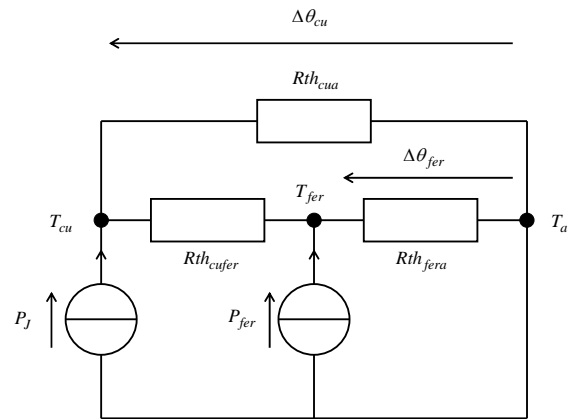 Δθcu
Rthcua
Δθfer
Tfer
Tcu
Ta
Rthcufer
Rthfera
PJ
Pfer